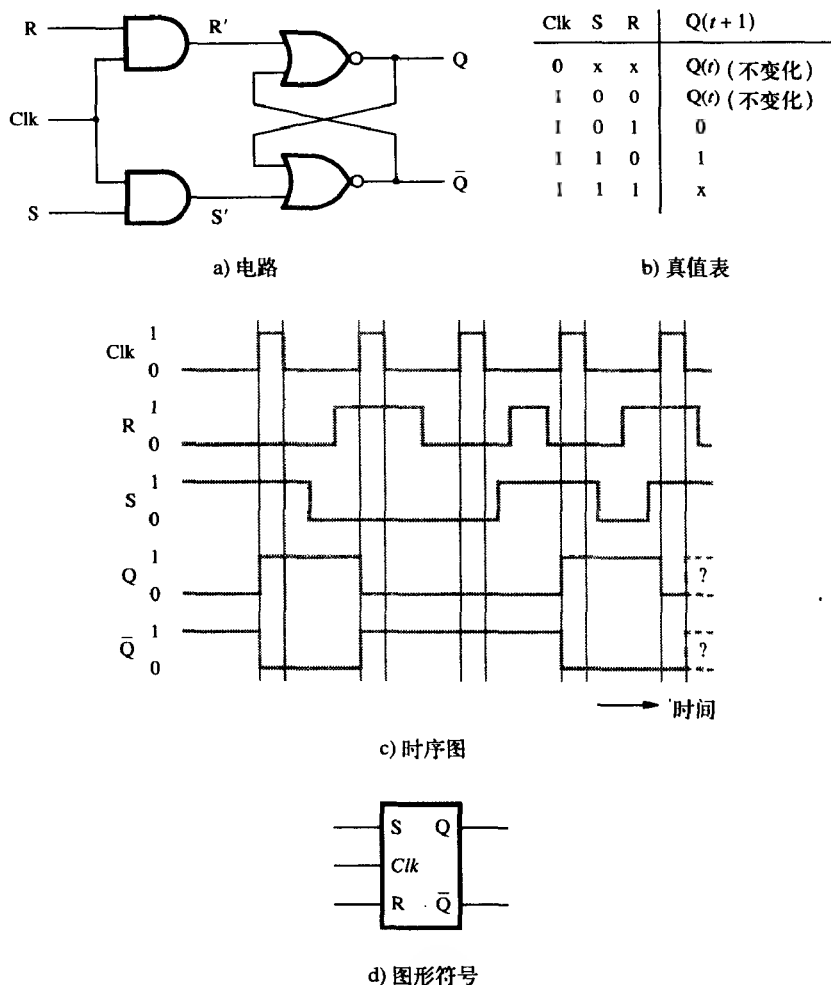 R
R′
Q
Clk
S
S′
Q̄
a) 电路
Clk S R Q(t + 1)
0 x x Q(t) (不变化)
1 0 0 Q(t) (不变化)
1 0 1 0
1 1 0 1
1 1 1 x
b) 真值表
Clk 1
0
R 1
0
S 1
0
Q 1
0
?
Q̄ 1
0
?
时间
c) 时序图
S Q
Clk
R Q̄
d) 图形符号